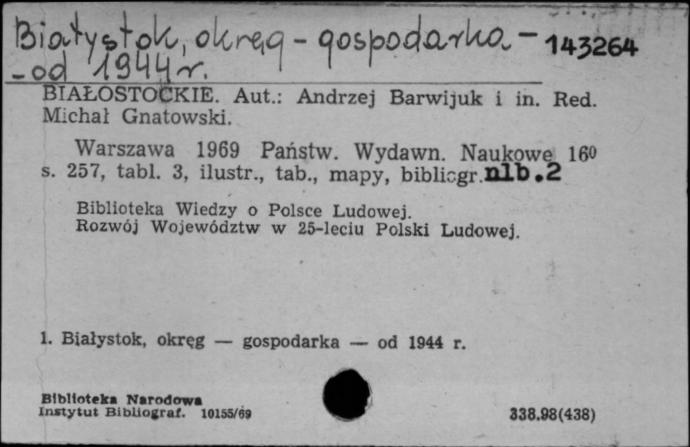 Białystok, okręg - gospodarka - 143264
- od 1944 r.
BIAŁOSTOCKIE. Aut.: Andrzej Barwijuk i in. Red.
Michał Gnatowski.
Warszawa 1969 Państw. Wydawn. Naukowe 16⁰
s. 257, tabl. 3, ilustr., tab., mapy, bibliogr. nlb.2
Biblioteka Wiedzy o Polsce Ludowej.
Rozwój Województw w 25-leciu Polski Ludowej.
1. Białystok, okręg — gospodarka — od 1944 r.
Biblioteka Narodowa
Instytut Bibliograf. 10155/69 338.98(438)